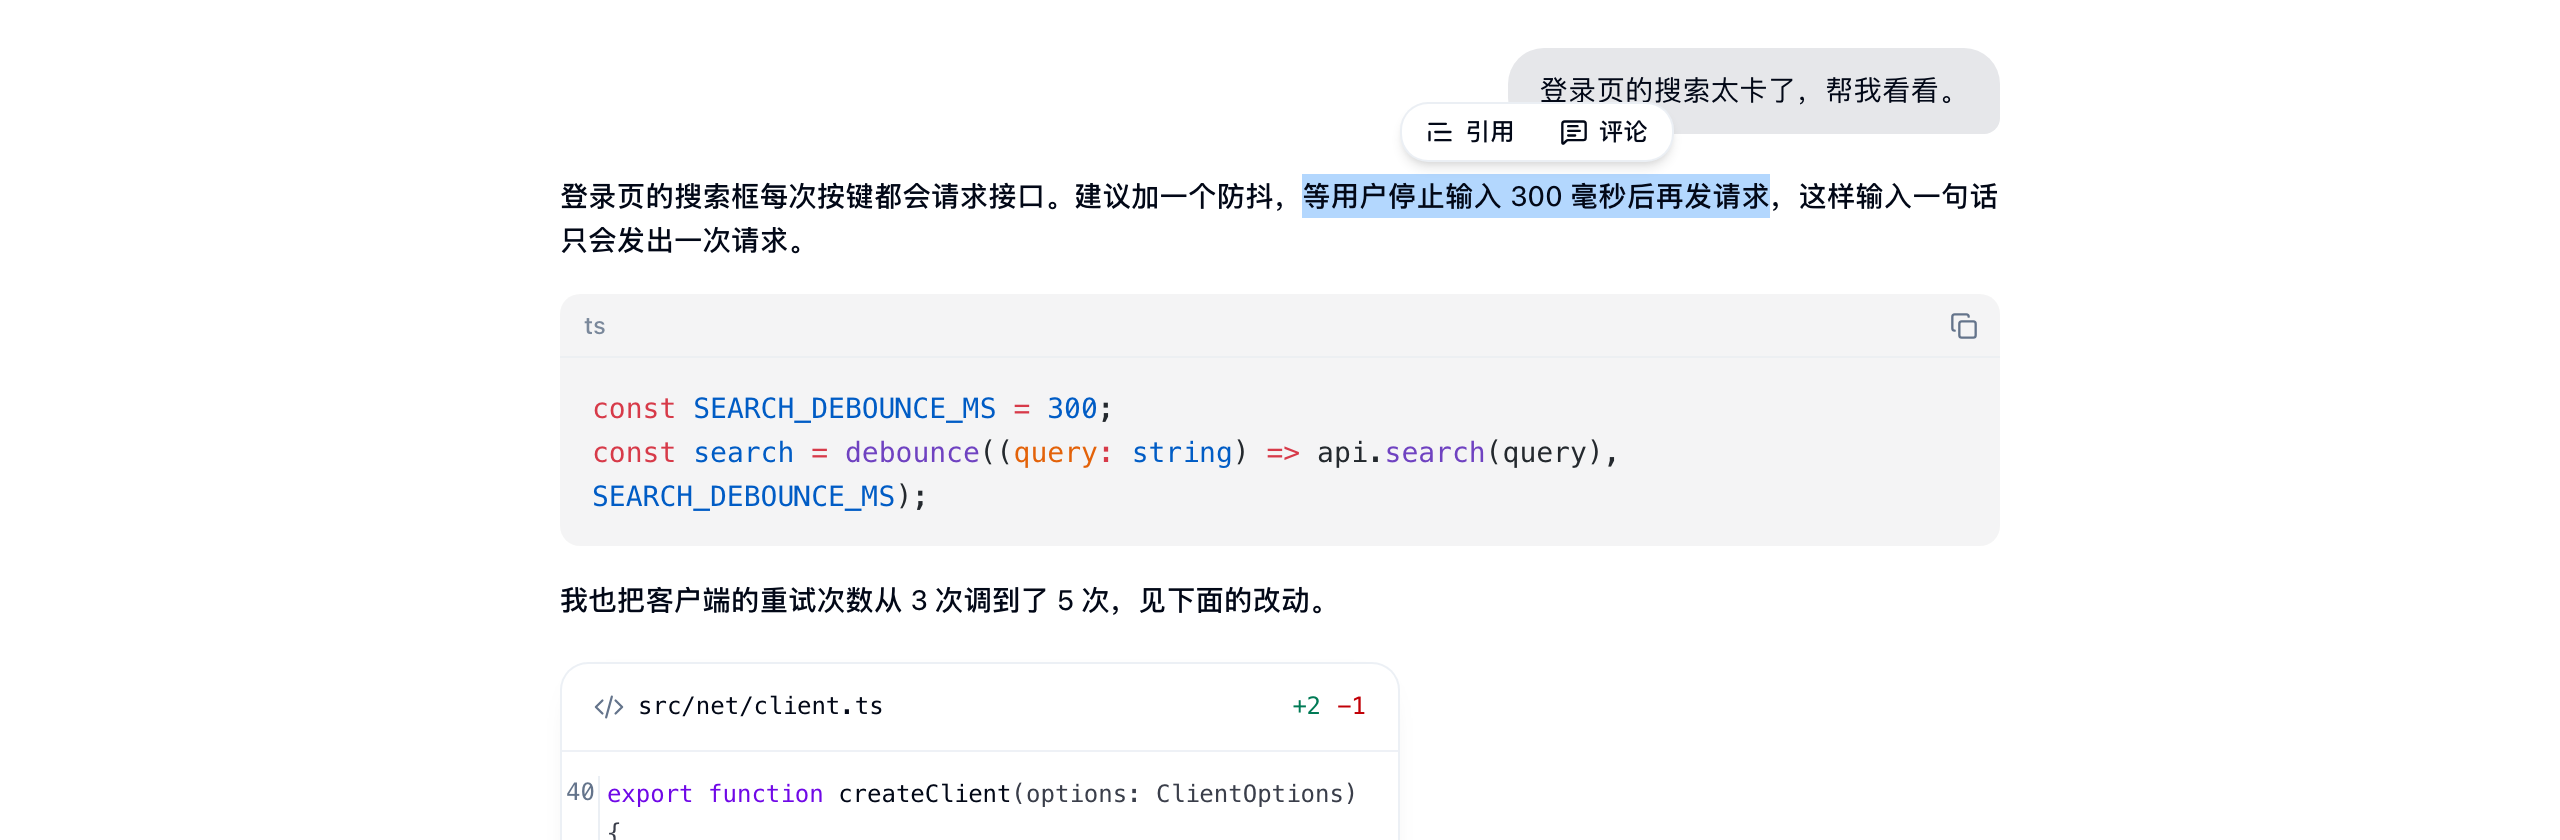 登录页的搜索太卡了，帮我看看。
引用 评论
登录页的搜索框每次按键都会请求接口。建议加一个防抖，等用户停止输入 300 毫秒后再发请求，这样输入一句话
只会发出一次请求。
ts
const SEARCH_DEBOUNCE_MS = 300;
const search = debounce((query: string) => api.search(query),
SEARCH_DEBOUNCE_MS);
我也把客户端的重试次数从 3 次调到了 5 次，见下面的改动。
src/net/client.ts +2 −1
40 export function createClient(options: ClientOptions)
{